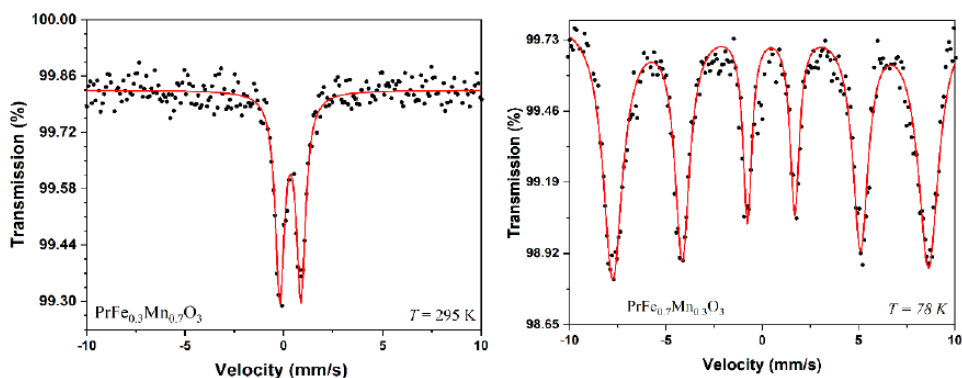 100.00
99.86
99.72
99.58
99.44
99.30
Transmission (%)
PrFe0.3Mn0.7O3
T = 295 K
-10
-5
0
5
10
Velocity (mm/s)
99.73
99.46
99.19
98.92
98.65
Transmission (%)
PrFe0.7Mn0.3O3
T = 78 K
-10
-5
0
5
10
Velocity (mm/s)